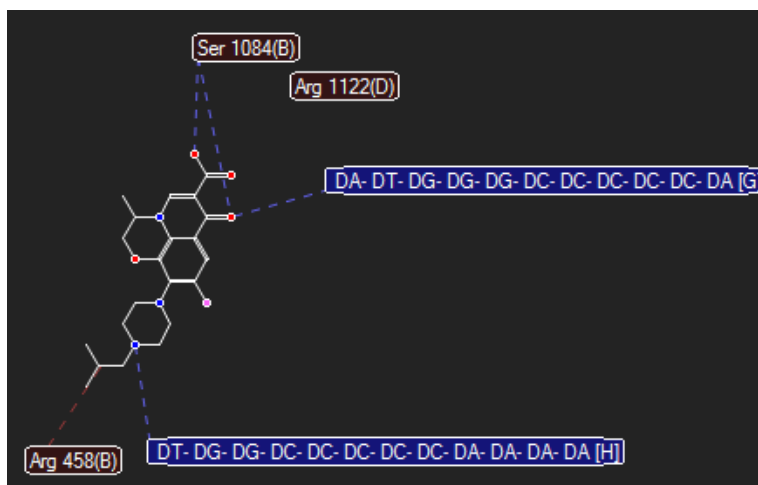 Ser 1084(B)
Arg 1122(D)
DA- DT- DG- DG- DG- DC- DC- DC- DC- DC- DA [G
Arg 458(B)
DT- DG- DG- DC- DC- DC- DC- DC- DA- DA- DA- DA [H]